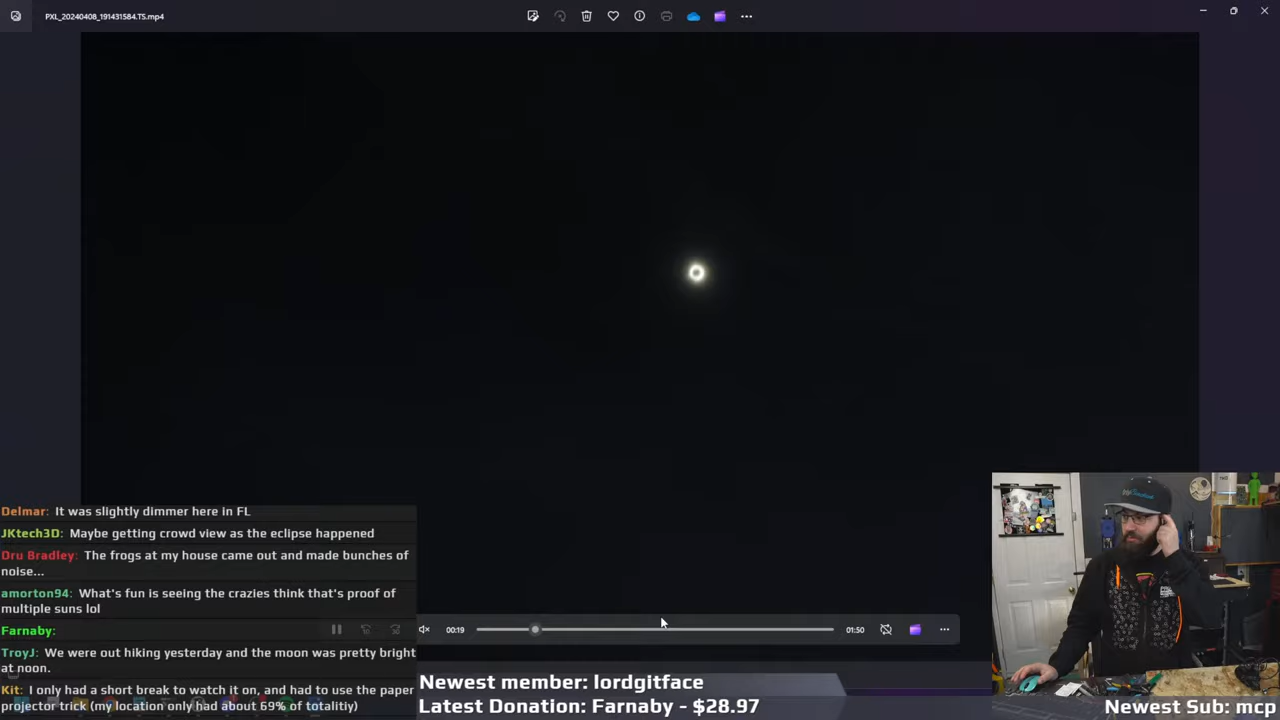 PXL_20240408_191431584.TS.mp4
Delmar: It was slightly dimmer here in FL
JKtech3D: Maybe getting crowd view as the eclipse happened
Dru Bradley: The frogs at my house came out and made bunches of
noise...
amorton94: What's fun is seeing the crazies think that's proof of
multiple suns lol
Farnaby:
TroyJ: We were out hiking yesterday and the moon was pretty bright
at noon.
Kit: I only had a short break to watch it on, and had to use the paper
projector trick (my location only had about 69% of totalitiy)
00:19
01:50
Newest member: lordgitface
Latest Donation: Farnaby - $28.97
Newest Sub: mcp